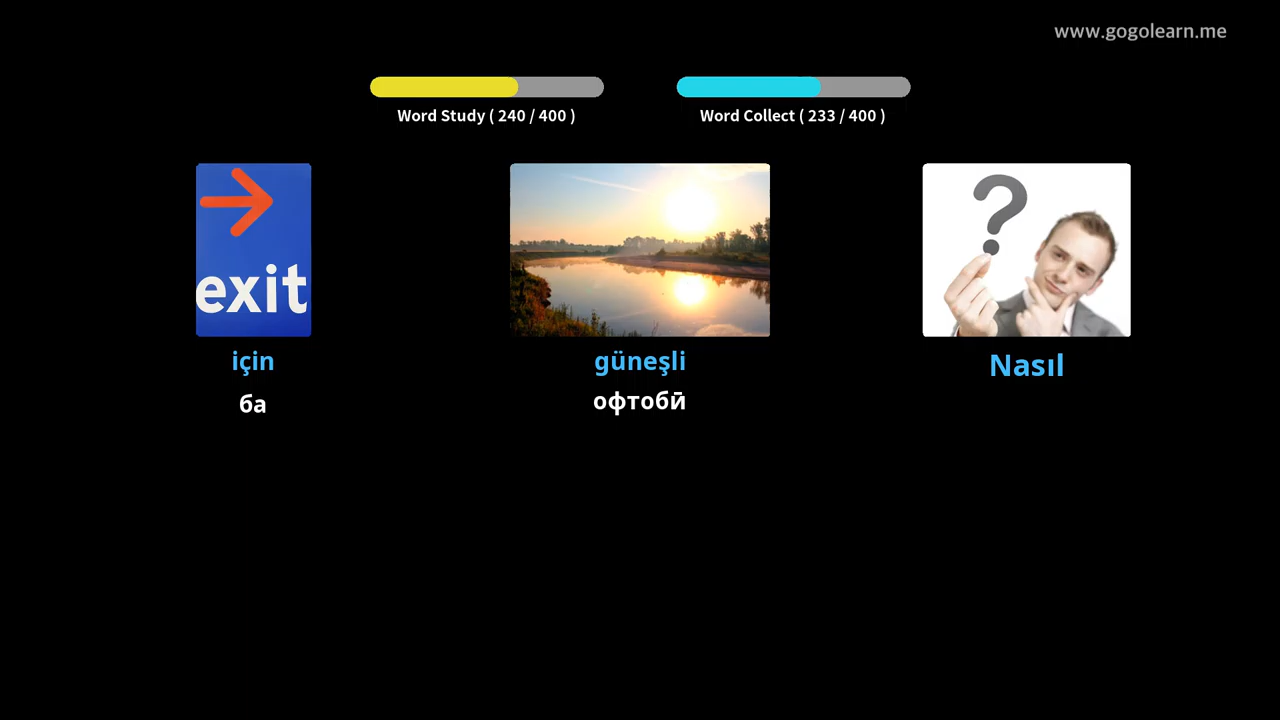 www.gogolearn.me
Word Study ( 240 / 400 )
Word Collect ( 233 / 400 )
exit
için
ба
güneşli
офтобӣ
?
Nasıl